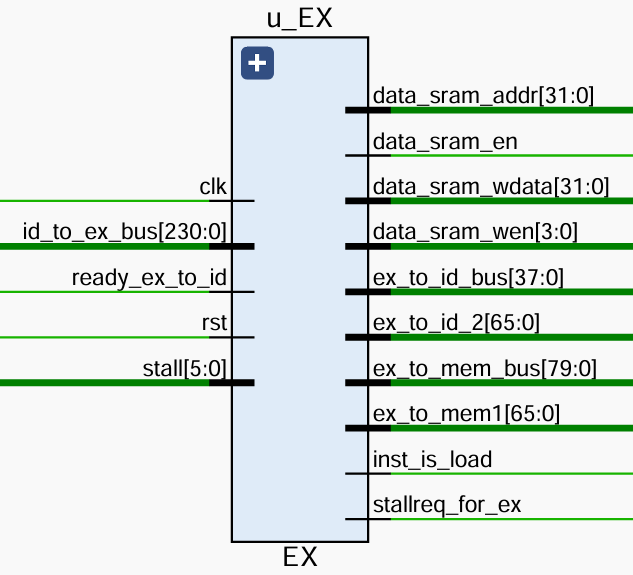 u_EX
clk
id_to_ex_bus[230:0]
ready_ex_to_id
rst
stall[5:0]
data_sram_addr[31:0]
data_sram_en
data_sram_wdata[31:0]
data_sram_wen[3:0]
ex_to_id_bus[37:0]
ex_to_id_2[65:0]
ex_to_mem_bus[79:0]
ex_to_mem1[65:0]
inst_is_load
stallreq_for_ex
EX